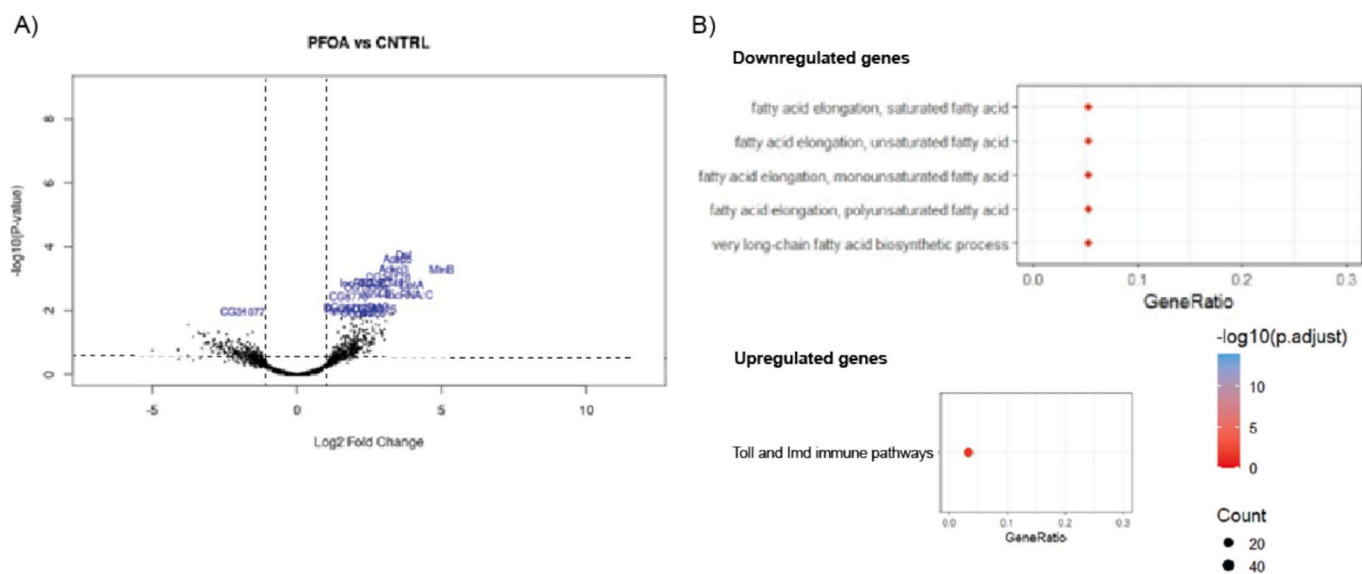 A)
PFOA vs CNTRL
-log10(P-value)
8
6
4
2
0
MtnB
CG31077
-5
0
5
10
Log2 Fold Change
B)
Downregulated genes
fatty acid elongation, saturated fatty acid
fatty acid elongation, unsaturated fatty acid
fatty acid elongation, monounsaturated fatty acid
fatty acid elongation, polyunsaturated fatty acid
very long-chain fatty acid biosynthetic process
0.0
0.1
0.2
0.3
GeneRatio
Upregulated genes
Toll and Imd immune pathways
0.0
0.1
0.2
0.3
GeneRatio
-log10(p.adjust)
10
5
0
Count
20
40